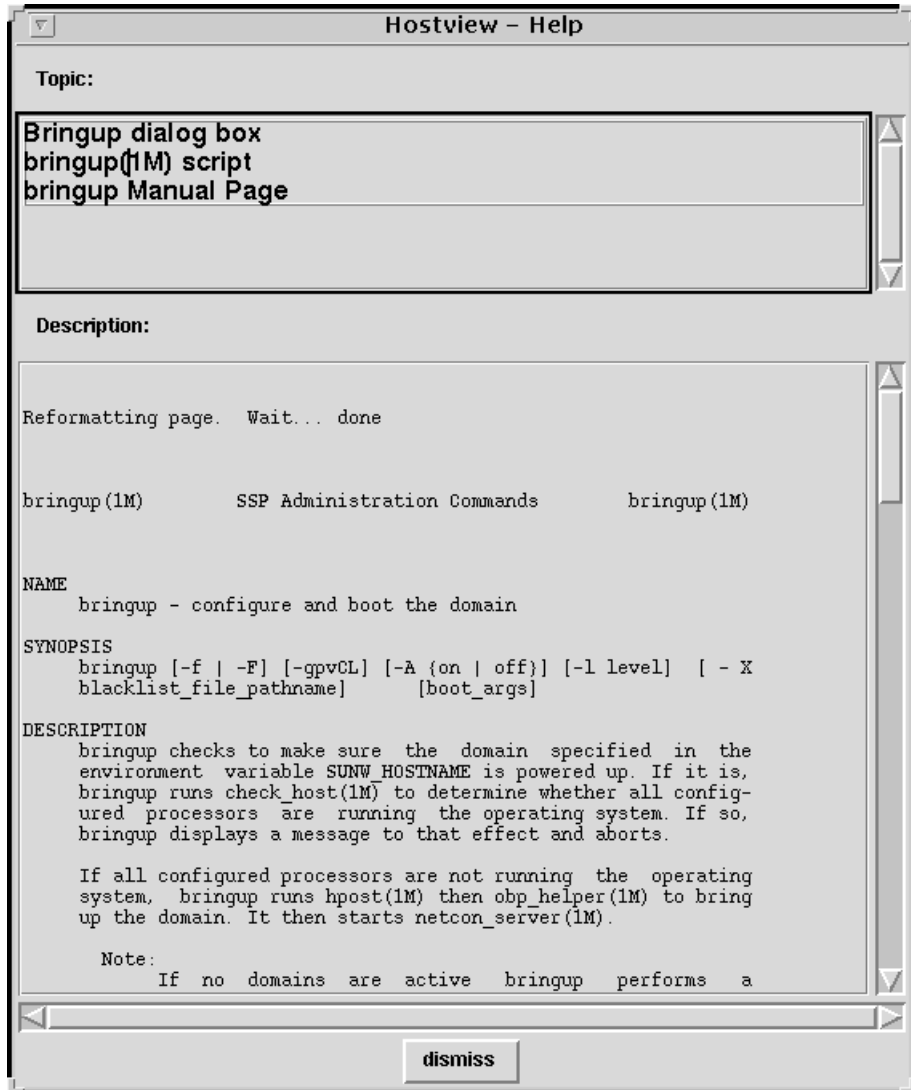 Hostview – Help
Topic:
Bringup dialog box
bringup(1M) script
bringup Manual Page
Description:
Reformatting page.  Wait... done
bringup(1M)          SSP Administration Commands          bringup(1M)
NAME
bringup - configure and boot the domain
SYNOPSIS
bringup [-f | -F] [-gpvCL] [-A {on | off}] [-l level]  [ - X
blacklist_file_pathname]       [boot_args]
DESCRIPTION
bringup checks to make sure  the  domain  specified  in  the
environment  variable SUNW_HOSTNAME is powered up. If it is,
bringup runs check_host(1M) to determine whether all config-
ured  processors  are  running  the operating system. If so,
bringup displays a message to that effect and aborts.
If all configured processors are not running  the  operating
system,  bringup runs hpost(1M) then obp_helper(1M) to bring
up the domain. It then starts netcon_server(1M).
Note:
If  no  domains  are  active   bringup   performs   a
dismiss